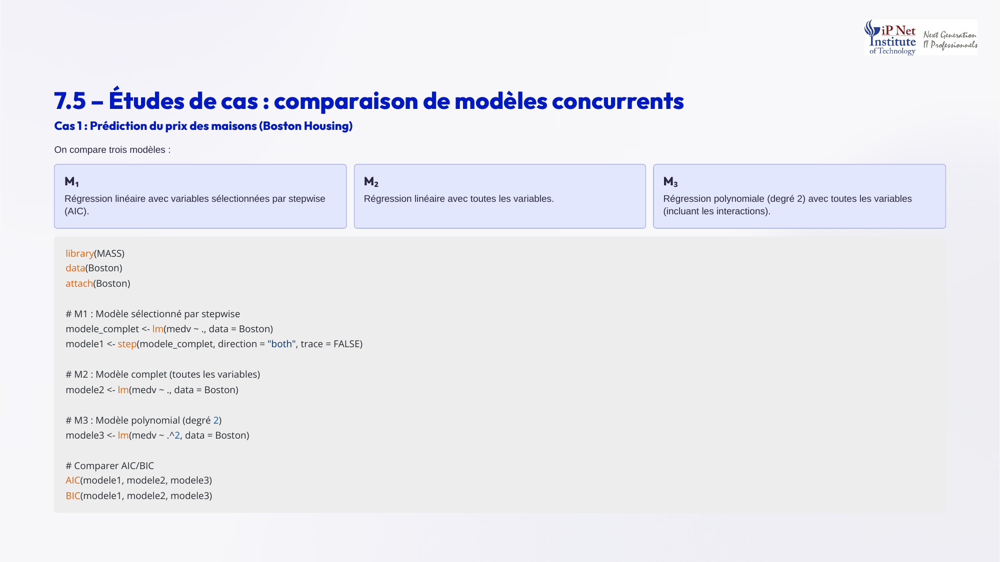 iP Net
Institute
of Technology
Next Generation
IT Professionnels
7.5 – Études de cas : comparaison de modèles concurrents
Cas 1 : Prédiction du prix des maisons (Boston Housing)
On compare trois modèles :
M₁
Régression linéaire avec variables sélectionnées par stepwise
(AIC).
M₂
Régression linéaire avec toutes les variables.
M₃
Régression polynomiale (degré 2) avec toutes les variables
(incluant les interactions).
library(MASS)
data(Boston)
attach(Boston)
# M1 : Modèle sélectionné par stepwise
modele_complet <- lm(medv ~ ., data = Boston)
modele1 <- step(modele_complet, direction = "both", trace = FALSE)
# M2 : Modèle complet (toutes les variables)
modele2 <- lm(medv ~ ., data = Boston)
# M3 : Modèle polynomial (degré 2)
modele3 <- lm(medv ~ .^2, data = Boston)
# Comparer AIC/BIC
AIC(modele1, modele2, modele3)
BIC(modele1, modele2, modele3)